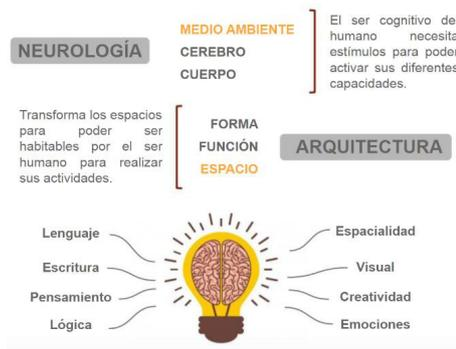 NEUROLOGÍA
MEDIO AMBIENTE
CEREBRO
CUERPO
El ser cognitivo de
humano necesita
estímulos para poder
activar sus diferentes
capacidades.
Transforma los espacios
para poder ser
habitables por el ser
humano para realizar
sus actividades.
FORMA
FUNCIÓN
ESPACIO
ARQUITECTURA
Lenguaje
Escritura
Pensamiento
Lógica
Espacialidad
Visual
Creatividad
Emociones